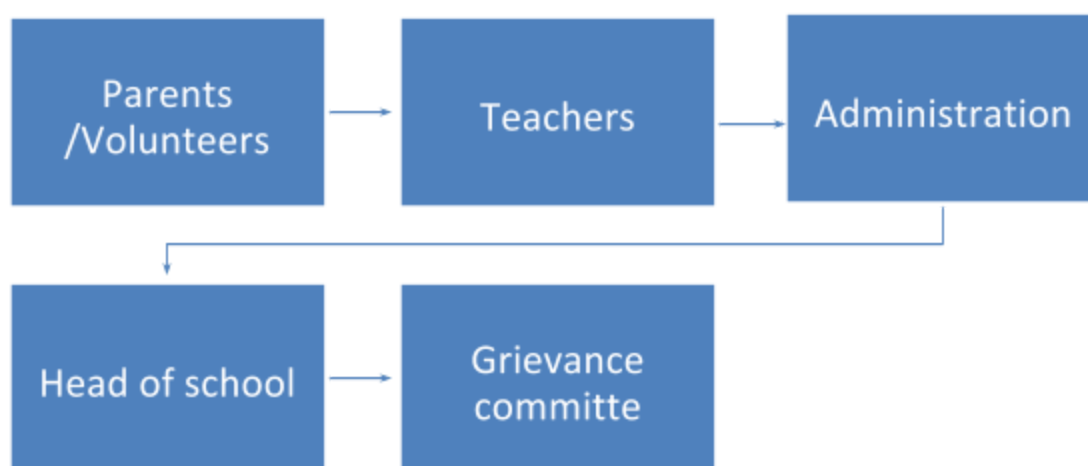 Parents
/Volunteers
Teachers
Administration
Head of school
Grievance
committe